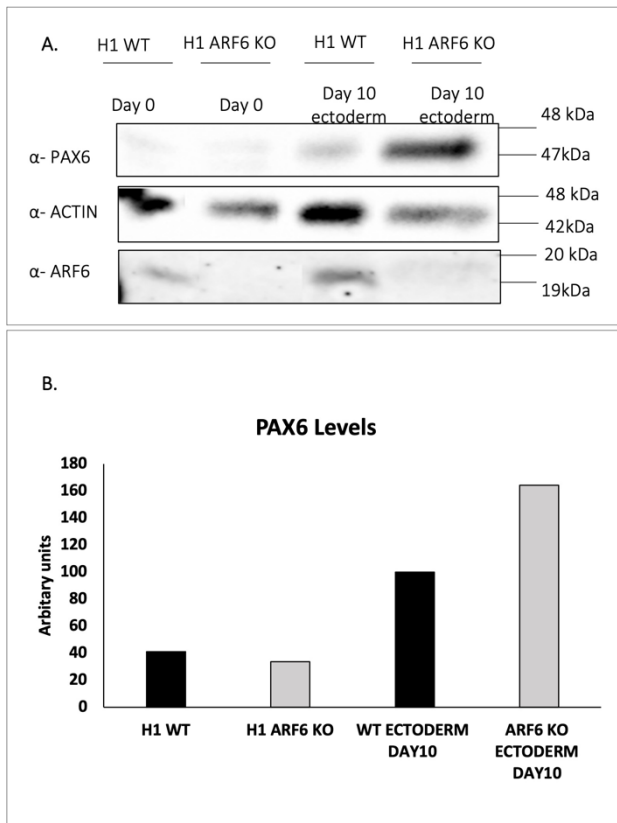 A.
H1 WT
H1 ARF6 KO
H1 WT
H1 ARF6 KO
Day 0
Day 0
Day 10
ectoderm
Day 10
ectoderm
α- PAX6
48 kDa
47kDa
α- ACTIN
48 kDa
42kDa
α- ARF6
20 kDa
19kDa
B.
PAX6 Levels
Arbitary units
180
160
140
120
100
80
60
40
20
0
H1 WT
H1 ARF6 KO
WT ECTODERM
DAY10
ARF6 KO
ECTODERM
DAY10